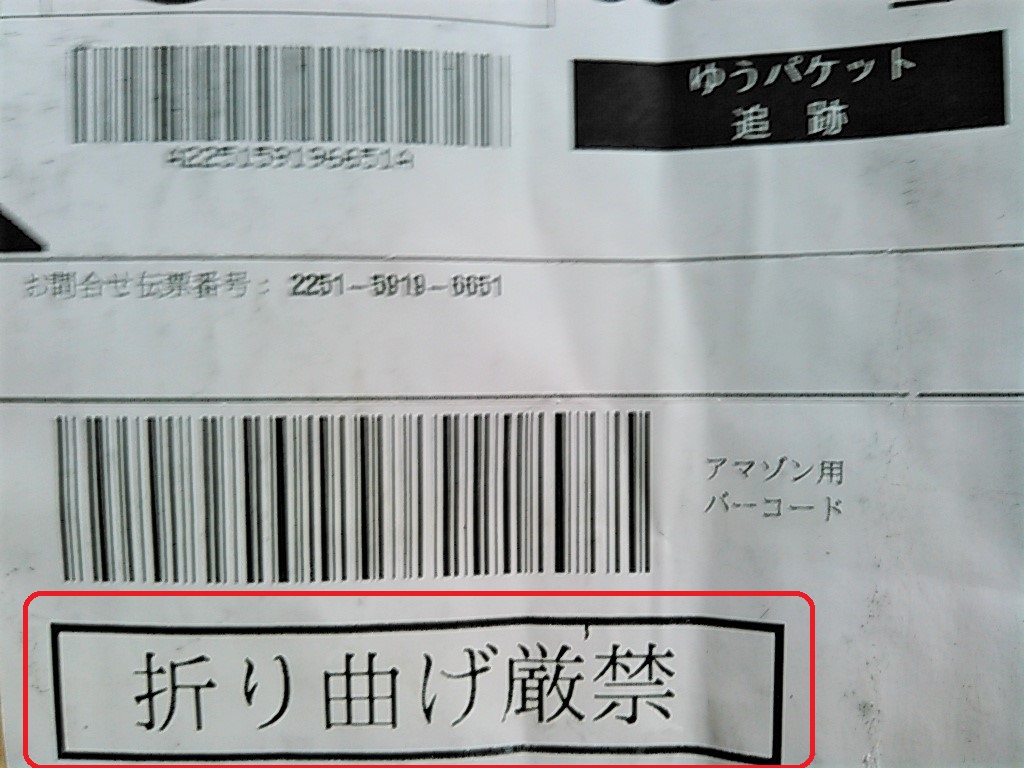 ゆうパケット
追 跡
A225159196651A
お問合せ伝票番号: 2251-5919-6651
アマゾン用
バーコード
折り曲げ厳禁